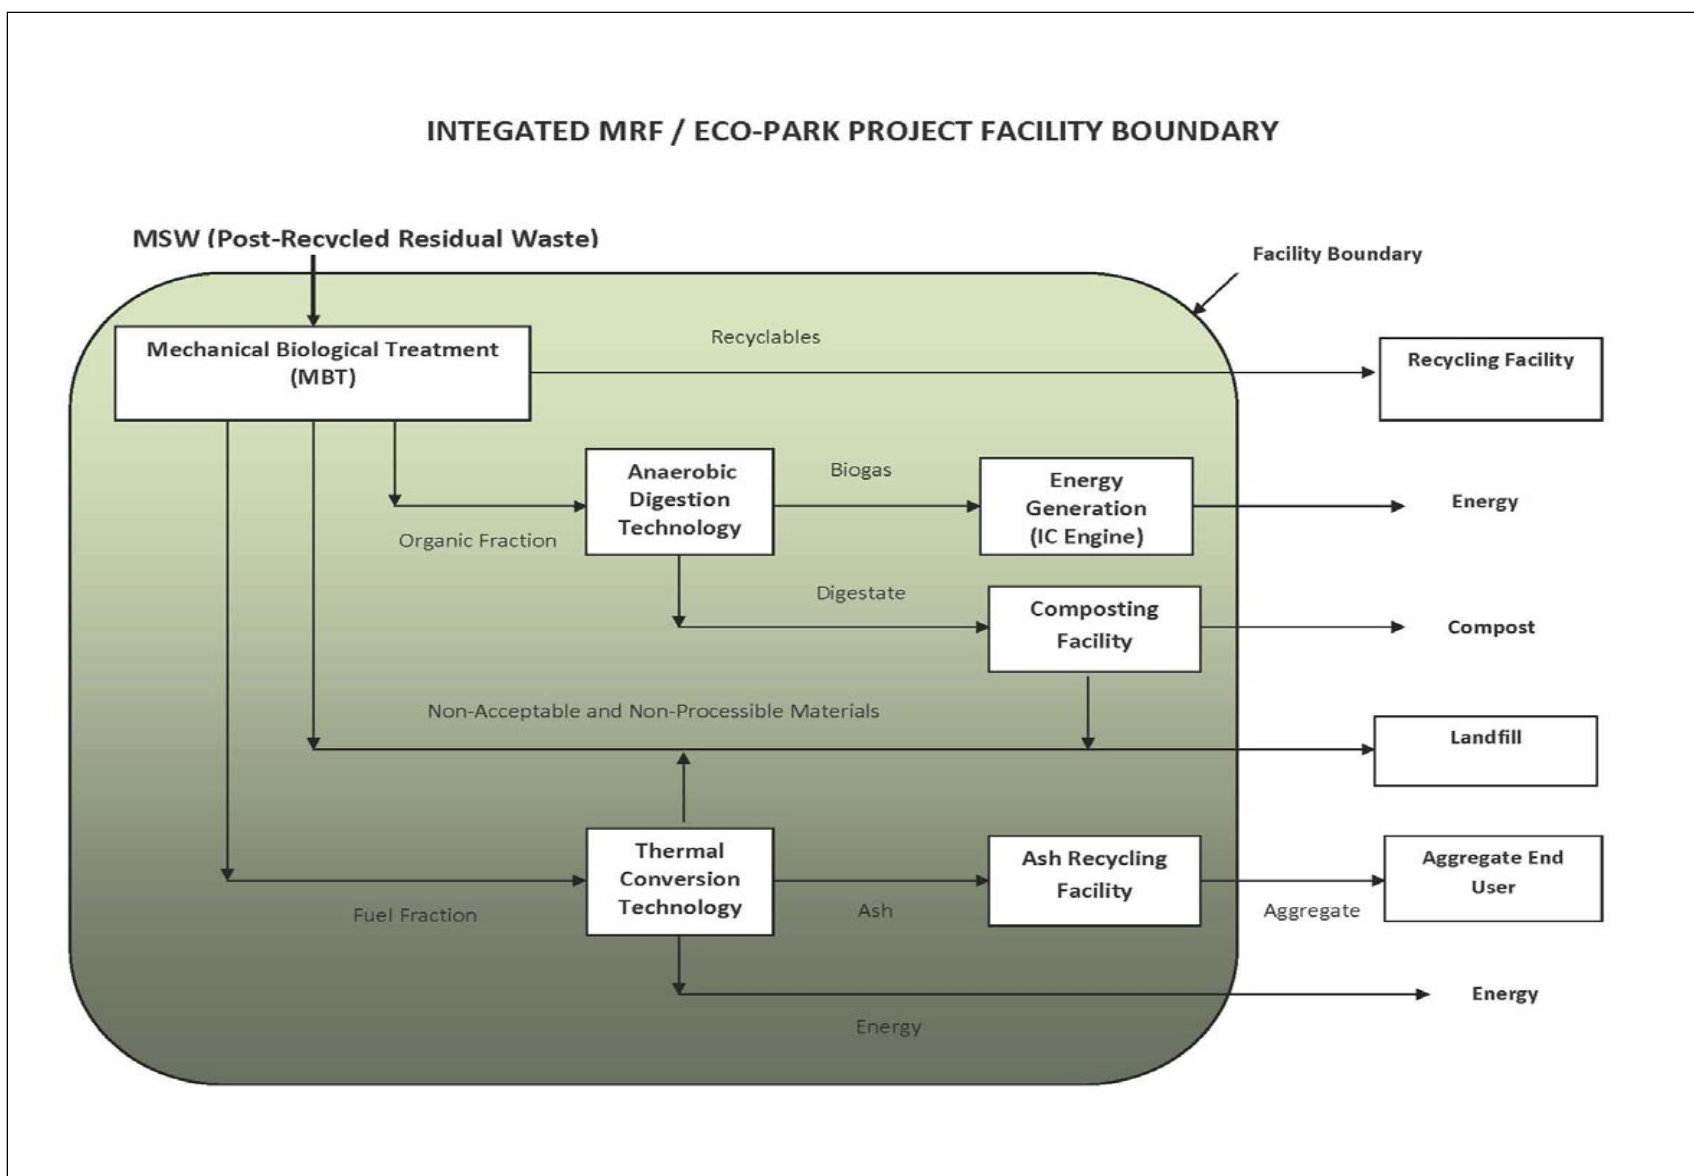 INTEGATED MRF / ECO-PARK PROJECT FACILITY BOUNDARY
MSW (Post-Recycled Residual Waste)
Facility Boundary
Mechanical Biological Treatment
(MBT)
Recyclables
Recycling Facility
Anaerobic
Digestion
Technology
Biogas
Energy
Generation
(IC Engine)
Energy
Organic Fraction
Digestate
Composting
Facility
Compost
Non-Acceptable and Non-Processible Materials
Landfill
Thermal
Conversion
Technology
Ash Recycling
Facility
Aggregate End
User
Fuel Fraction
Ash
Aggregate
Energy
Energy